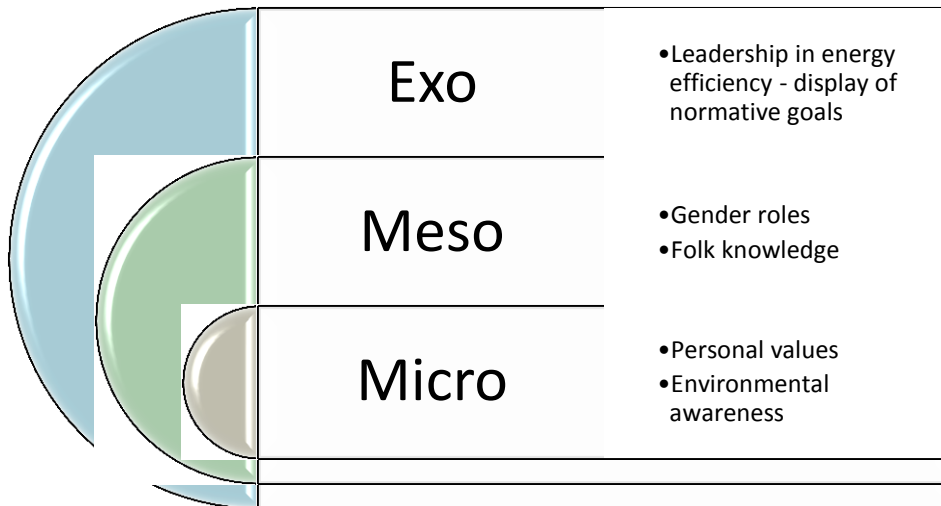 Exo
•Leadership in energy
efficiency - display of
normative goals
Meso
•Gender roles
•Folk knowledge
Micro
•Personal values
•Environmental
awareness